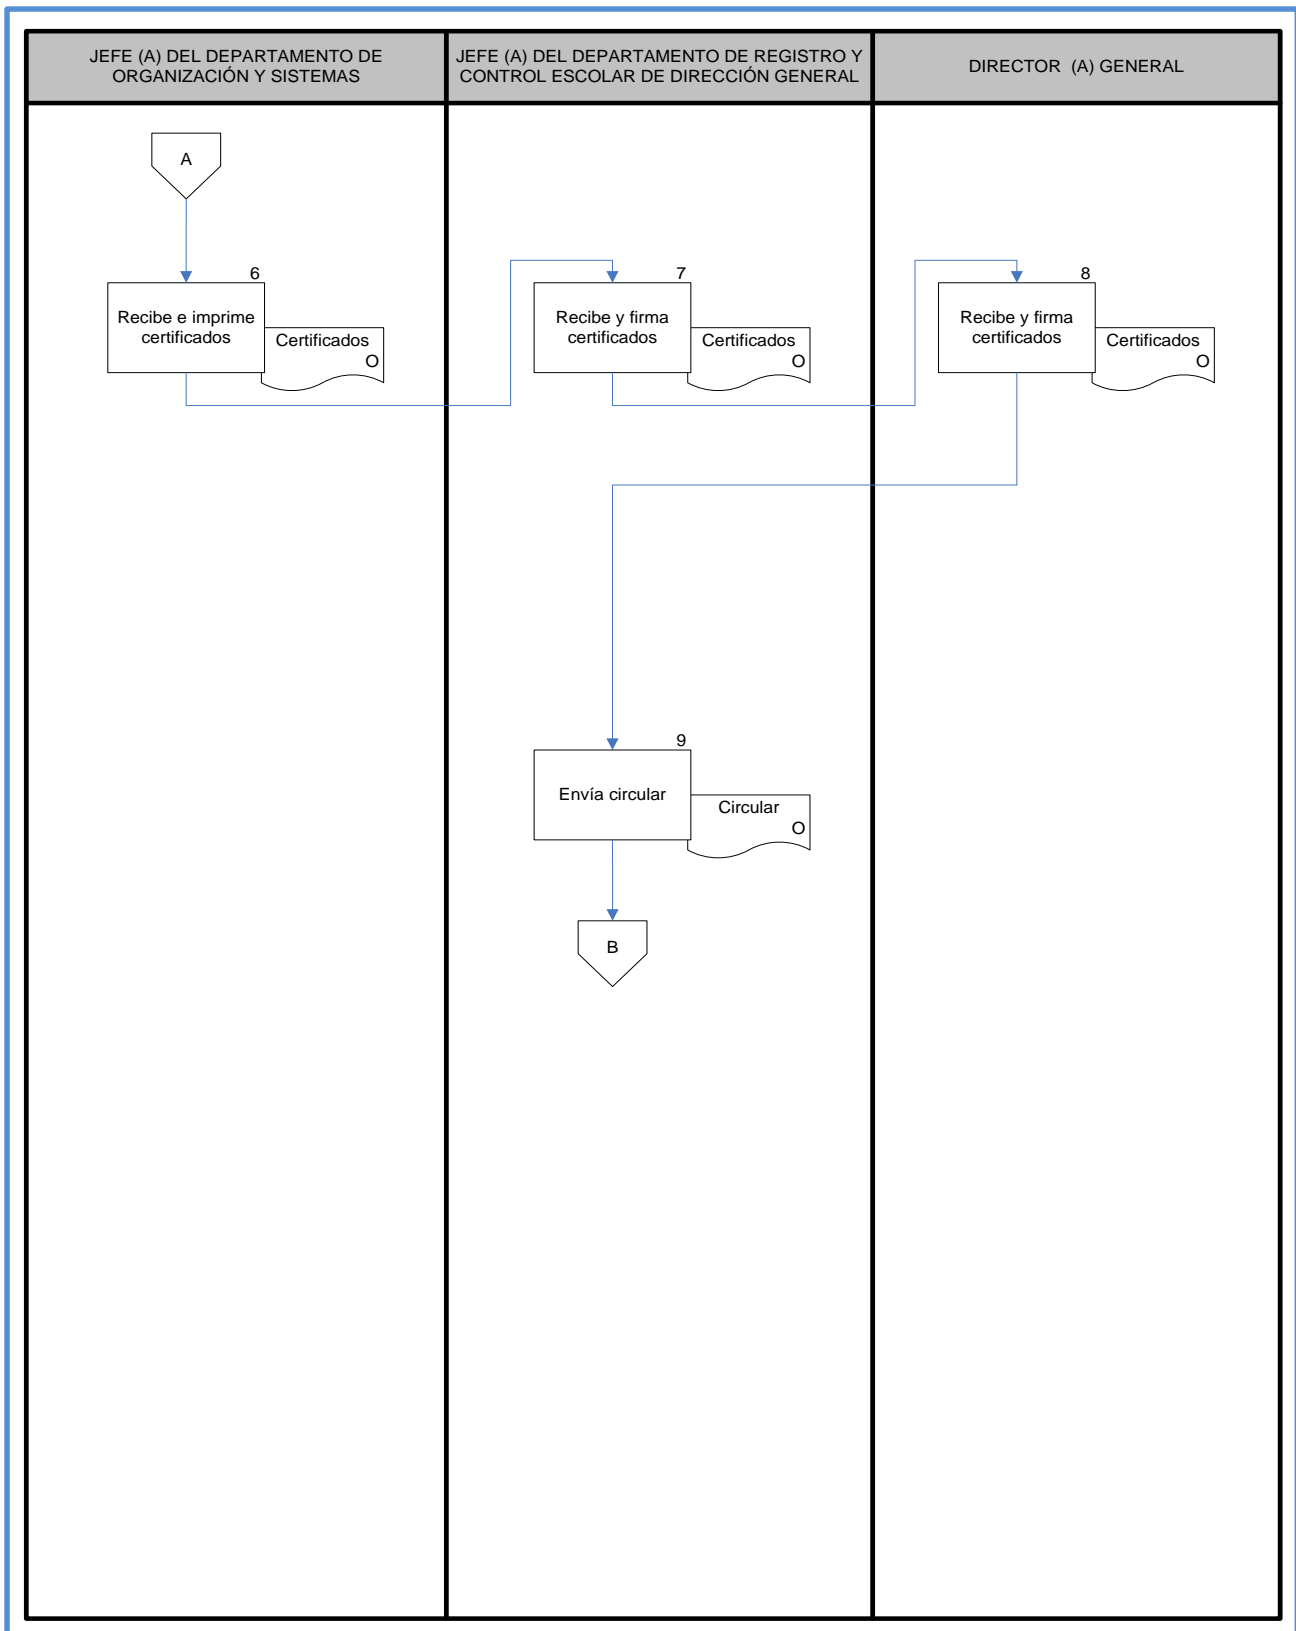 JEFE (A) DEL DEPARTAMENTO DE
ORGANIZACIÓN Y SISTEMAS
JEFE (A) DEL DEPARTAMENTO DE REGISTRO Y
CONTROL ESCOLAR DE DIRECCIÓN GENERAL
DIRECTOR (A) GENERAL
A
6
Recibe e imprime
certificados
Certificados
O
7
Recibe y firma
certificados
Certificados
O
8
Recibe y firma
certificados
Certificados
O
9
Envía circular
Circular
O
B